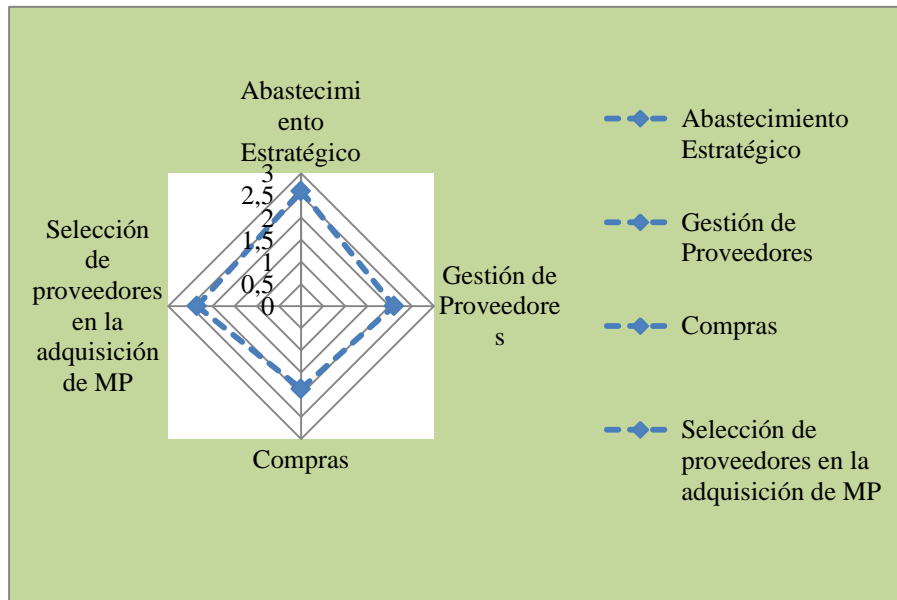 Abastecimi
ento
Estratégico
3
2,5
2
1,5
1
0,5
0
Selección
de
proveedores
en la
adquisición
de MP
Gestión de
Proveedore
s
Compras
Abastecimiento
Estratégico
Gestión de
Proveedores
Compras
Selección de
proveedores en la
adquisición de MP